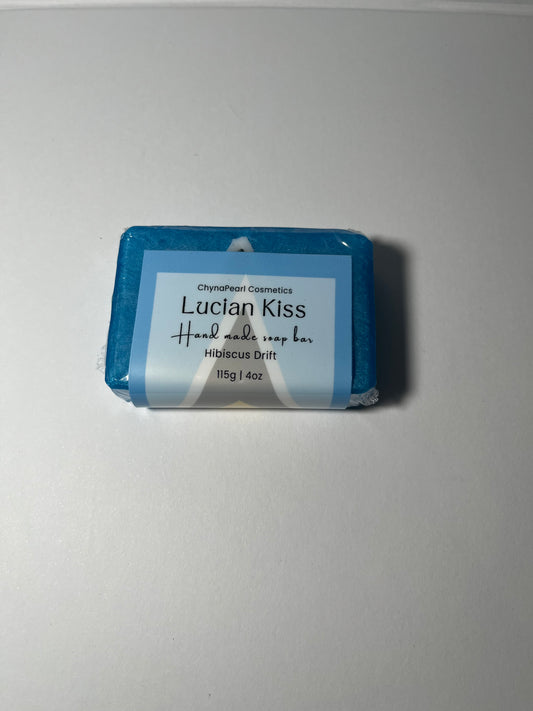 ChynaPearl Cosmetics
Lucian Kiss
Hand made soap bar
Hibiscus Drift
115g | 4oz